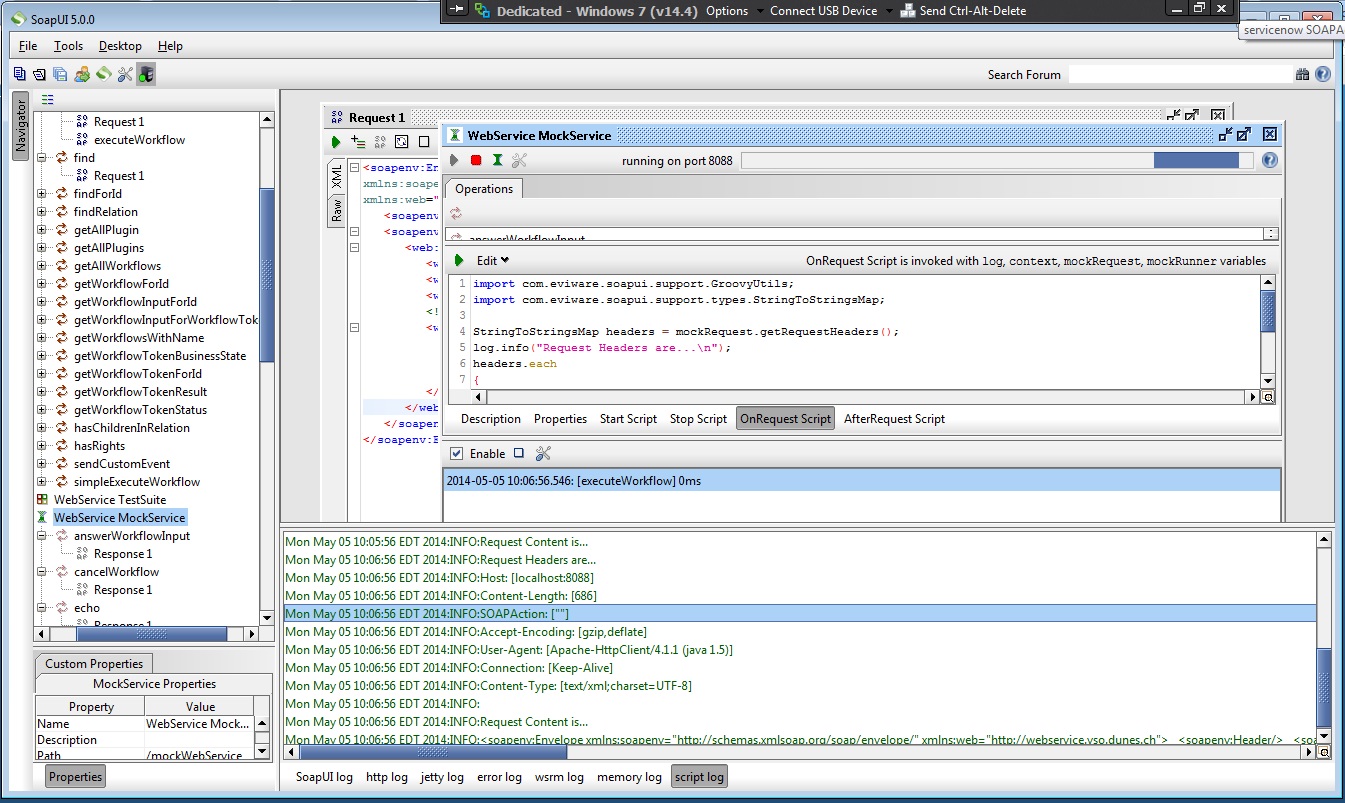 SoapUI 5.0.0
Dedicated - Windows 7 (v14.4) Options Connect USB Device Send Ctrl-Alt-Delete
servicenow SOAPA
File Tools Desktop Help
Search Forum
Navigator
Request 1
executeWorkflow
find
Request 1
findForId
findRelation
getAllPlugin
getAllPlugins
getAllWorkflows
getWorkflowForId
getWorkflowInputForId
getWorkflowInputForWorkflowTok
getWorkflowsWithName
getWorkflowTokenBusinessState
getWorkflowTokenForId
getWorkflowTokenResult
getWorkflowTokenStatus
hasChildrenInRelation
hasRights
sendCustomEvent
simpleExecuteWorkflow
WebService TestSuite
WebService MockService
answerWorkflowInput
Response 1
cancelWorkflow
Response 1
echo
Response 1
Custom Properties
MockService Properties
Property Value
Name WebService Mock...
Description
Path /mockWebService
Properties
Request 1
XML
Raw
<soapenv:En
xmlns:soape
xmlns:web="
<soapenv
<soapenv
<web:
<w
<w
<w
<!
<w
</
</web
</soapen
</soapenv:E
WebService MockService
running on port 8088
Operations
answerWorkflowInput
Edit OnRequest Script is invoked with log, context, mockRequest, mockRunner variables
1 import com.eviware.soapui.support.GroovyUtils;
2 import com.eviware.soapui.support.types.StringToStringsMap;
3
4 StringToStringsMap headers = mockRequest.getRequestHeaders();
5 log.info("Request Headers are...\n");
6 headers.each
7 {
Description Properties Start Script Stop Script OnRequest Script AfterRequest Script
Enable
2014-05-05 10:06:56.546: [executeWorkflow] 0ms
Mon May 05 10:05:56 EDT 2014:INFO:Request Content is...
Mon May 05 10:06:56 EDT 2014:INFO:Request Headers are...
Mon May 05 10:06:56 EDT 2014:INFO:Host: [localhost:8088]
Mon May 05 10:06:56 EDT 2014:INFO:Content-Length: [686]
Mon May 05 10:06:56 EDT 2014:INFO:SOAPAction: [""]
Mon May 05 10:06:56 EDT 2014:INFO:Accept-Encoding: [gzip,deflate]
Mon May 05 10:06:56 EDT 2014:INFO:User-Agent: [Apache-HttpClient/4.1.1 (java 1.5)]
Mon May 05 10:06:56 EDT 2014:INFO:Connection: [Keep-Alive]
Mon May 05 10:06:56 EDT 2014:INFO:Content-Type: [text/xml;charset=UTF-8]
Mon May 05 10:06:56 EDT 2014:INFO:
Mon May 05 10:06:56 EDT 2014:INFO:Request Content is...
Mon May 05 10:06:56 EDT 2014:INFO:<soapenv:Envelope xmlns:soapenv="http://schemas.xmlsoap.org/soap/envelope/" xmlns:web="http://webservice.vso.dunes.ch"> <soapenv:Header/> <soa
SoapUI log http log jetty log error log wsrm log memory log script log